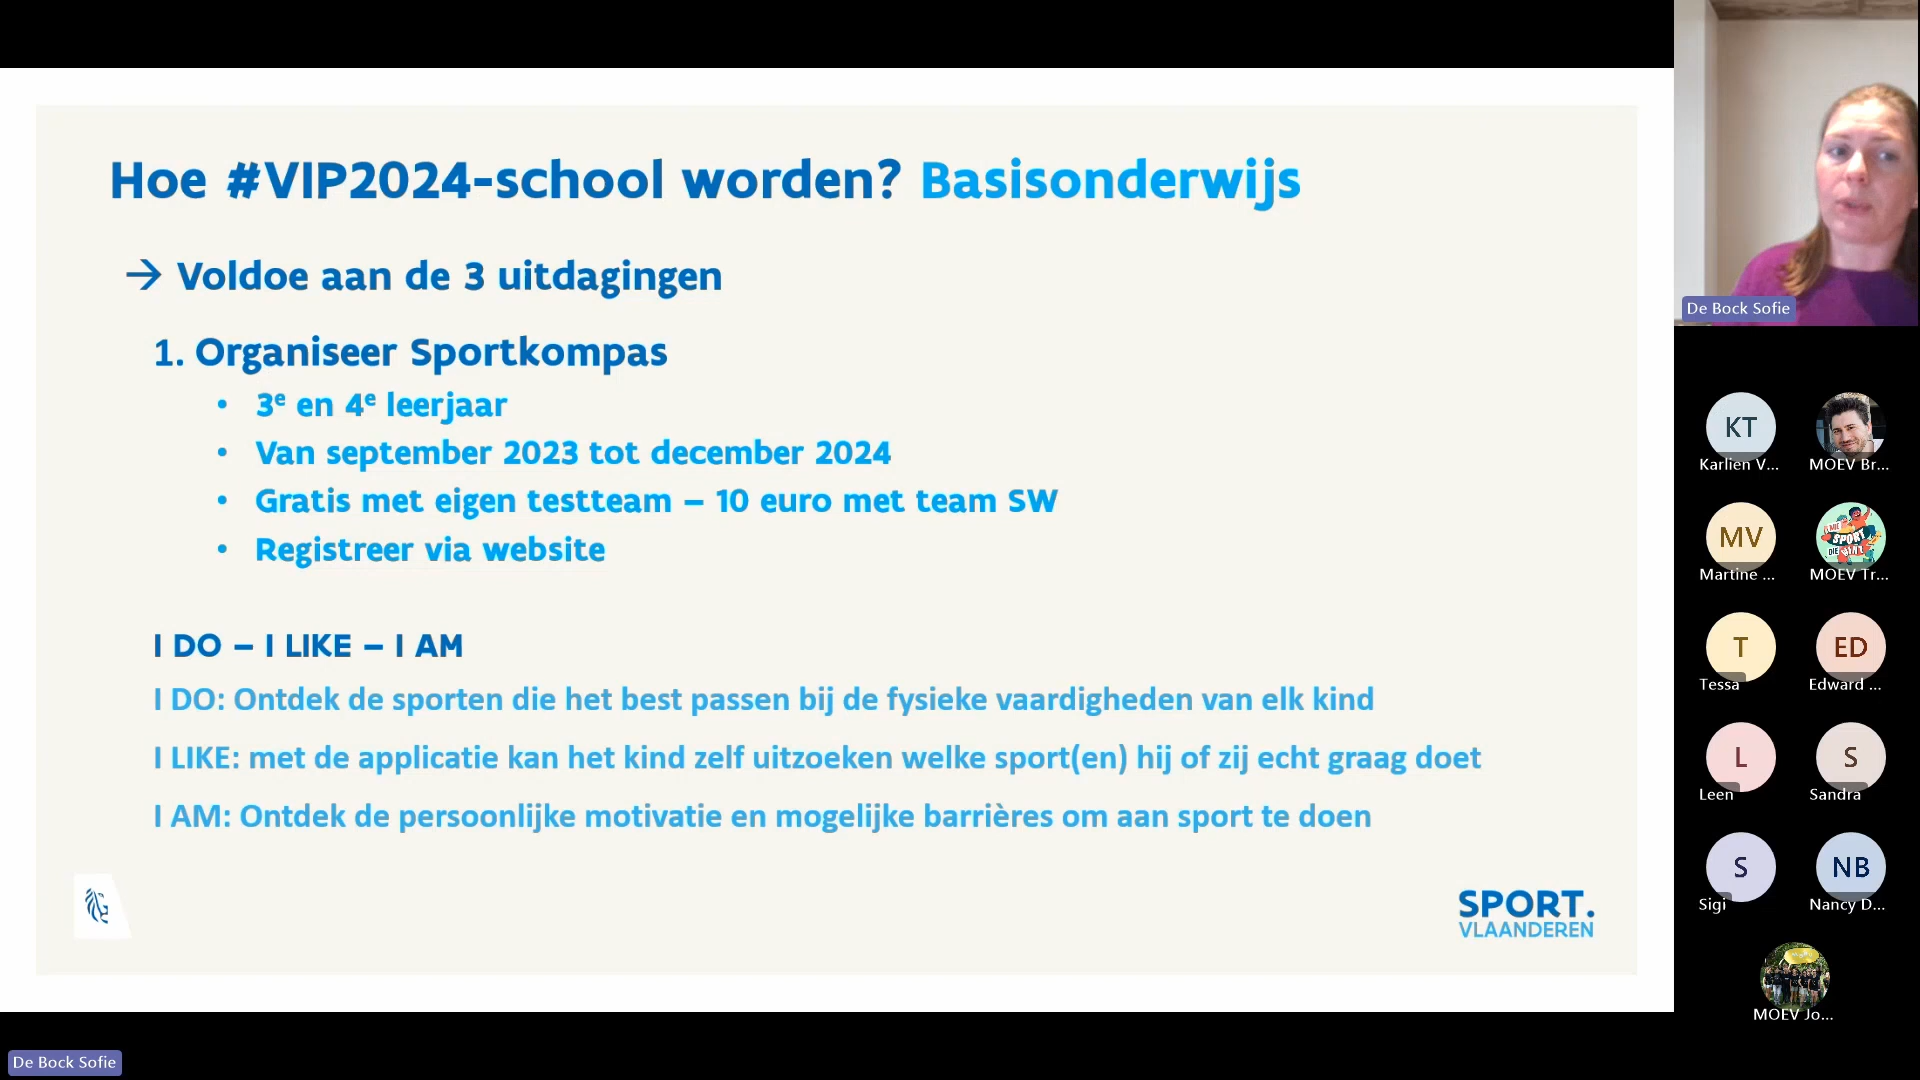 Hoe #VIP2024-school worden? Basisonderwijs
→ Voldoe aan de 3 uitdagingen
1. Organiseer Sportkompas
• 3e en 4e leerjaar
• Van september 2023 tot december 2024
• Gratis met eigen testteam – 10 euro met team SW
• Registreer via website
I DO – I LIKE – I AM
I DO: Ontdek de sporten die het best passen bij de fysieke vaardigheden van elk kind
I LIKE: met de applicatie kan het kind zelf uitzoeken welke sport(en) hij of zij echt graag doet
I AM: Ontdek de persoonlijke motivatie en mogelijke barrières om aan sport te doen
SPORT.
VLAANDEREN
De Bock Sofie
KT
Karlien V...
MOEV Br...
MV
Martine ...
SPORT
DIE
MOEV Tr...
T
Tessa
ED
Edward ...
L
Leen
S
Sandra
S
Sigi
NB
Nancy D...
MOEV Jo...
De Bock Sofie